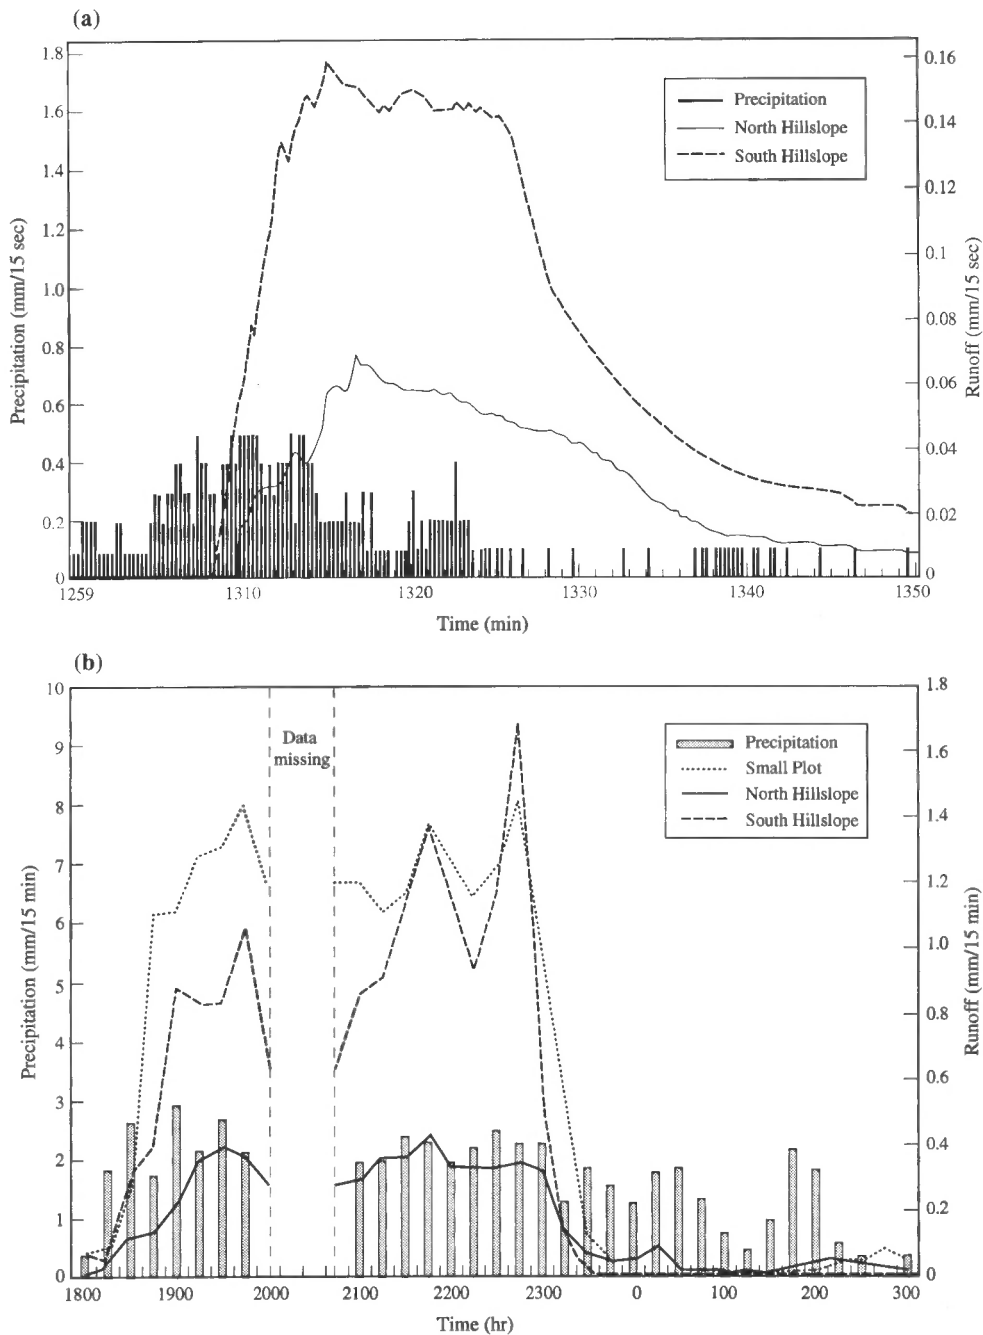 (a)
1.8
1.6
1.4
1.2
1.0
0.8
0.6
0.4
0.2
0
Precipitation (mm/15 sec)
0.16
0.14
0.12
0.1
0.08
0.06
0.04
0.02
0
Runoff (mm/15 sec)
Precipitation
North Hillslope
South Hillslope
1259 1310 1320 1330 1340 1350
Time (min)
(b)
10
9
8
7
6
5
4
3
2
1
0
Precipitation (mm/15 min)
Data
missing
1.8
1.6
1.4
1.2
1.0
0.8
0.6
0.4
0.2
0
Runoff (mm/15 min)
Precipitation
Small Plot
North Hillslope
South Hillslope
1800 1900 2000 2100 2200 2300 0 100 200 300
Time (hr)